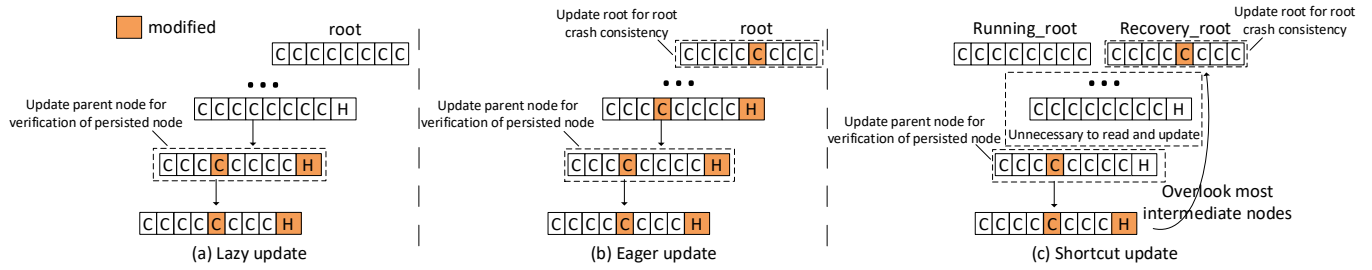 modified
root
C C C C C C C C
Update parent node for
verification of persisted node
C C C C C C C C H
C C C C C C C C H
C C C C C C C C H
(a) Lazy update
Update root for root
crash consistency
root
C C C C C C C C
Update parent node for
verification of persisted node
C C C C C C C C H
C C C C C C C C H
C C C C C C C C H
(b) Eager update
Running_root
Recovery_root
Update root for root
crash consistency
C C C C C C C C
C C C C C C C C
C C C C C C C C H
Unnecessary to read and update
Update parent node for
verification of persisted node
C C C C C C C C H
Overlook most
intermediate nodes
C C C C C C C C H
(c) Shortcut update